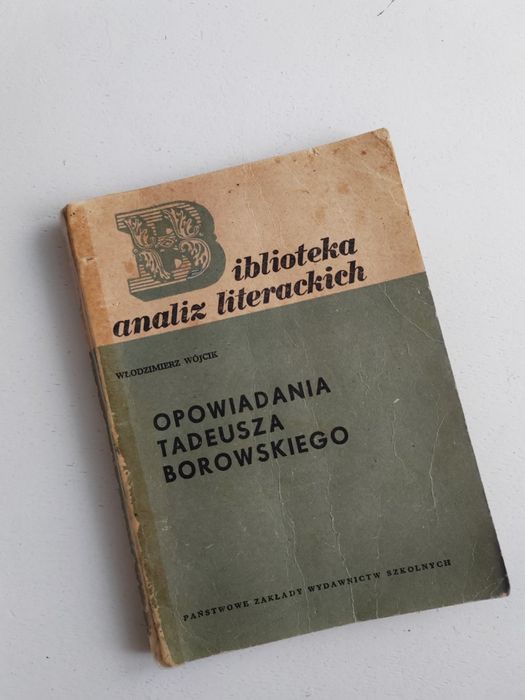 Biblioteka
analiz literackich
WŁODZIMIERZ WÓJCIK
OPOWIADANIA
TADEUSZA
BOROWSKIEGO
PAŃSTWOWE ZAKŁADY WYDAWNICTW SZKOLNYCH